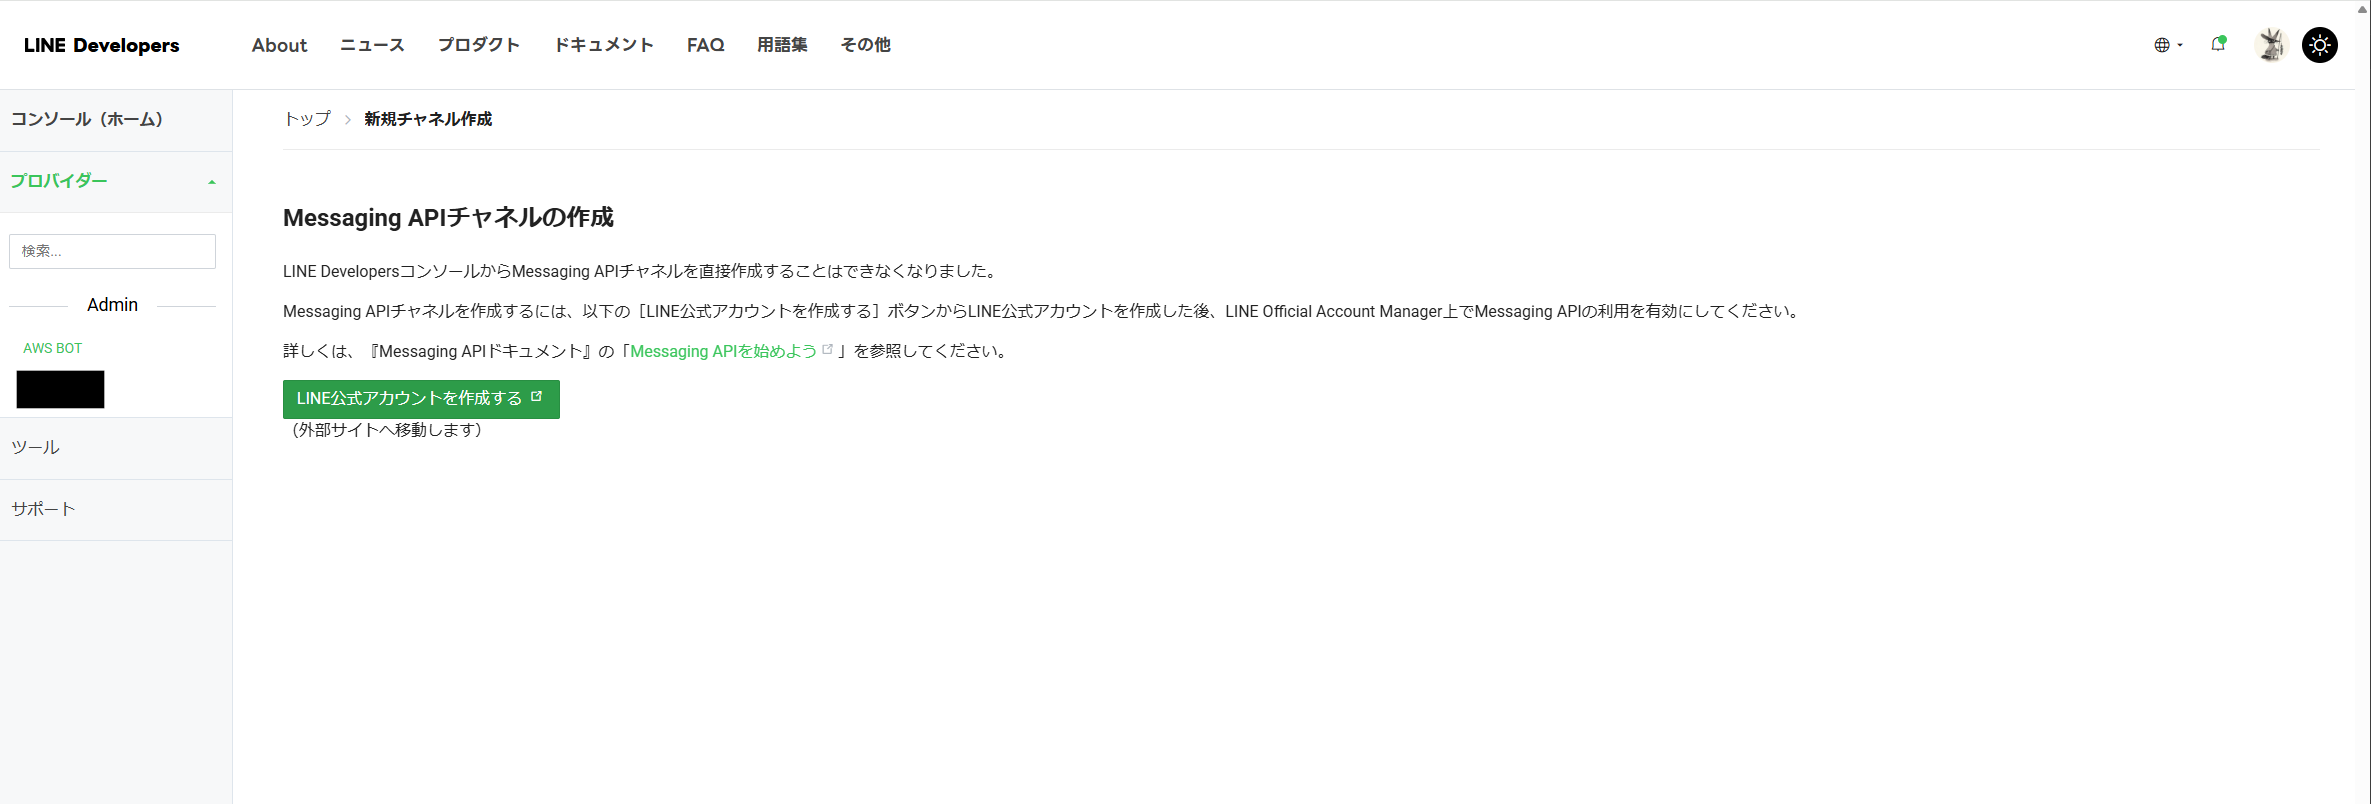 LINE Developers
About ニュース プロダクト ドキュメント FAQ 用語集 その他
コンソール（ホーム）
プロバイダー
検索...
Admin
AWS BOT
ツール
サポート
トップ 新規チャネル作成
Messaging APIチャネルの作成
LINE DevelopersコンソールからMessaging APIチャネルを直接作成することはできなくなりました。
Messaging APIチャネルを作成するには、以下の［LINE公式アカウントを作成する］ボタンからLINE公式アカウントを作成した後、LINE Official Account Manager上でMessaging APIの利用を有効にしてください。
詳しくは、『Messaging APIドキュメント』の「Messaging APIを始めよう」を参照してください。
LINE公式アカウントを作成する
（外部サイトへ移動します）